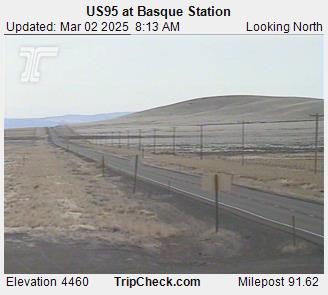 US95 at Basque Station
Updated: Mar 02 2025 8:13 AM Looking North
Elevation 4460 TripCheck.com Milepost 91.62